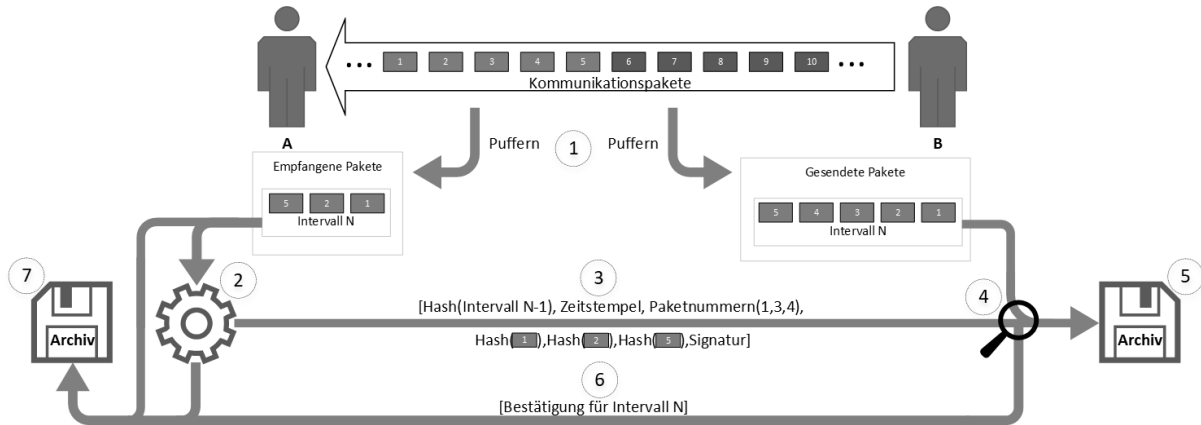 ••• 1 2 3 4 5 6 7 8 9 10 •••
Kommunikationspakete
A
B
Puffern 1 Puffern
Empfangene Pakete
5 2 1
Intervall N
Gesendete Pakete
5 4 3 2 1
Intervall N
7
2
3
4
5
[Hash(Intervall N-1), Zeitstempel, Paketnummern(1,3,4),
Hash(1),Hash(2),Hash(5),Signatur]
Archiv
Archiv
6
[Bestätigung für Intervall N]